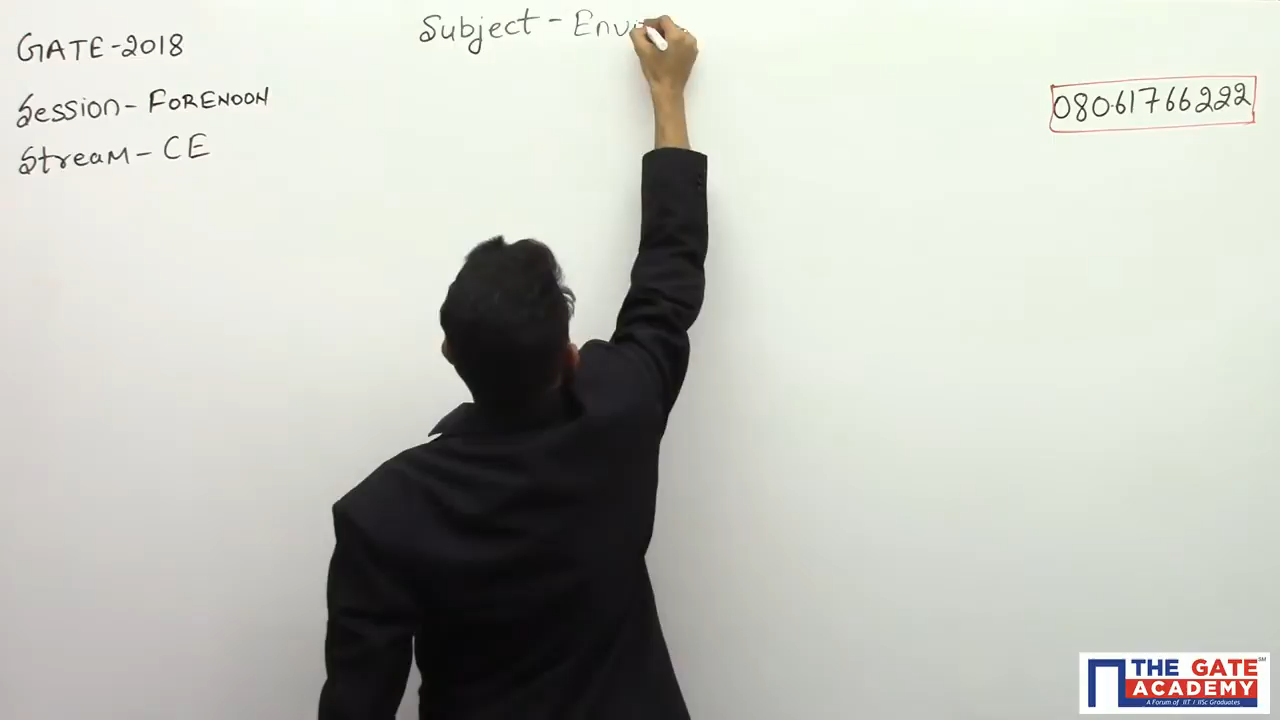 Subject - Env
GATE-2018
Session - FORENOON
Stream - CE
08061766222
THE GATE
ACADEMY
A Forum of IIT / IISc Graduates